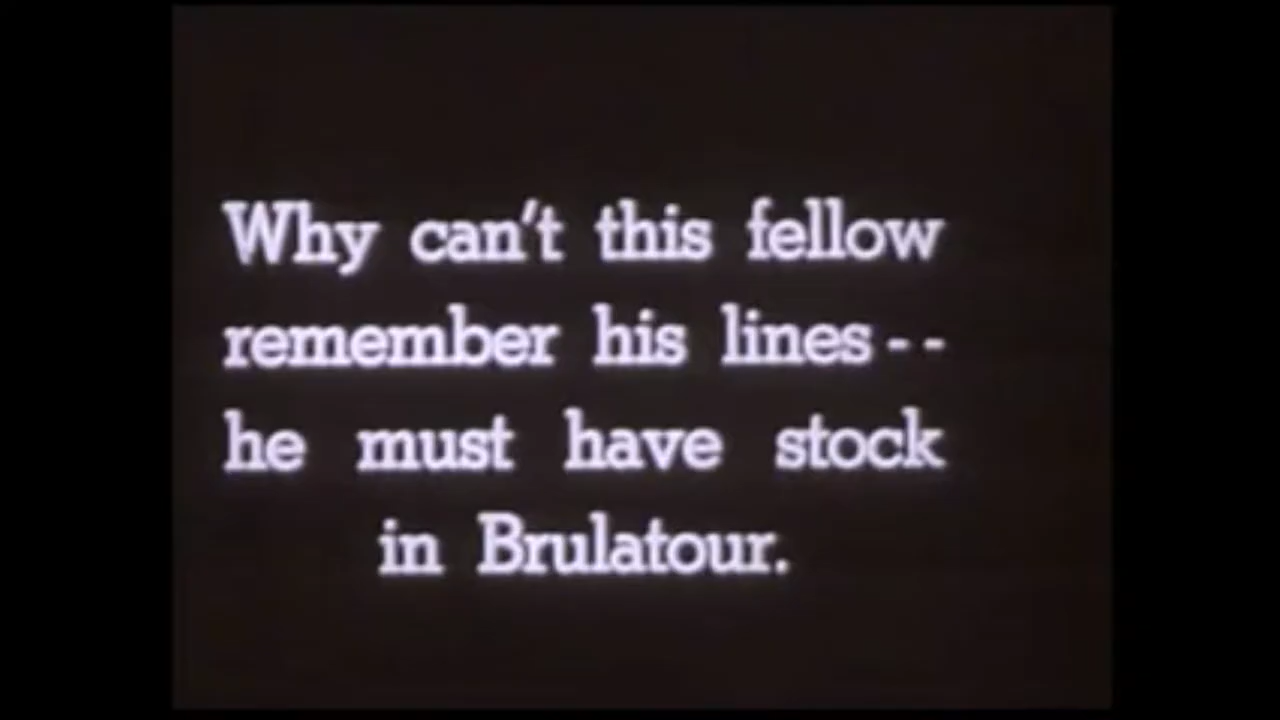 Why can't this fellow
remember his lines--
he must have stock
in Brulatour.